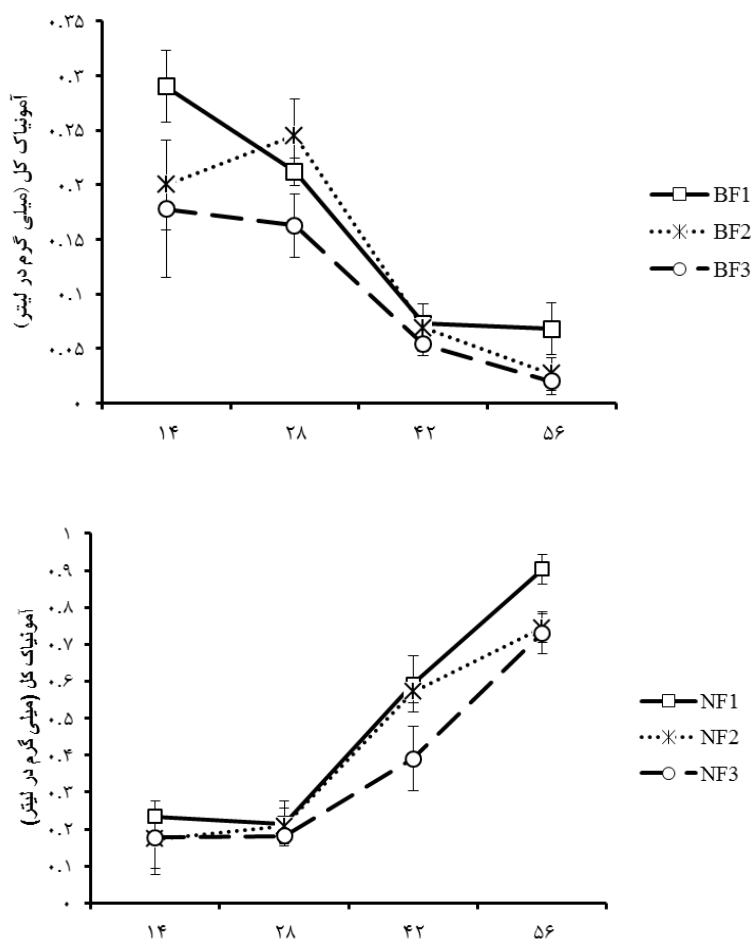 ۰.۳۵
۰.۳
۰.۲۵
۰.۲
۰.۱۵
۰.۱
۰.۰۵
۰
آمونیاک کل (میلی گرم در لیتر)
۱۴ ۲۸ ۴۲ ۵۶
BF1
BF2
BF3
۱
۰.۹
۰.۸
۰.۷
۰.۶
۰.۵
۰.۴
۰.۳
۰.۲
۰.۱
۰
آمونیاک کل (میلی گرم در لیتر)
۱۴ ۲۸ ۴۲ ۵۶
NF1
NF2
NF3